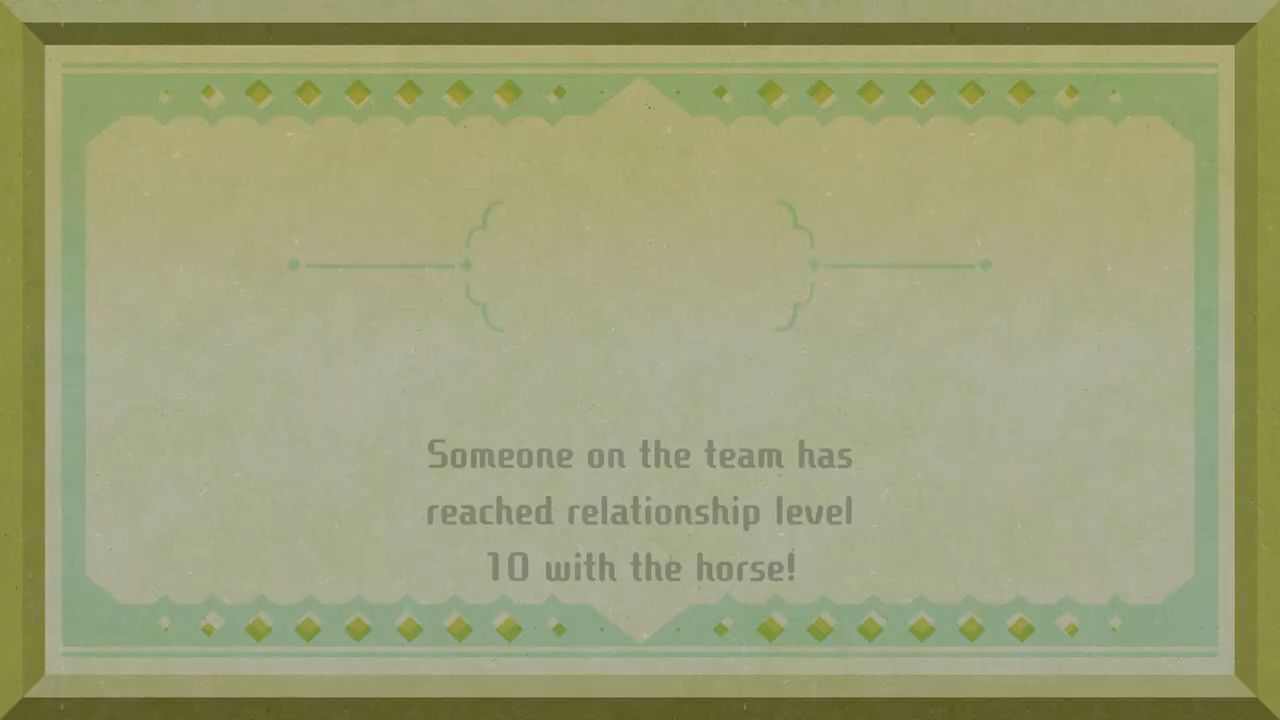 Someone on the team has
reached relationship level
10 with the horse!